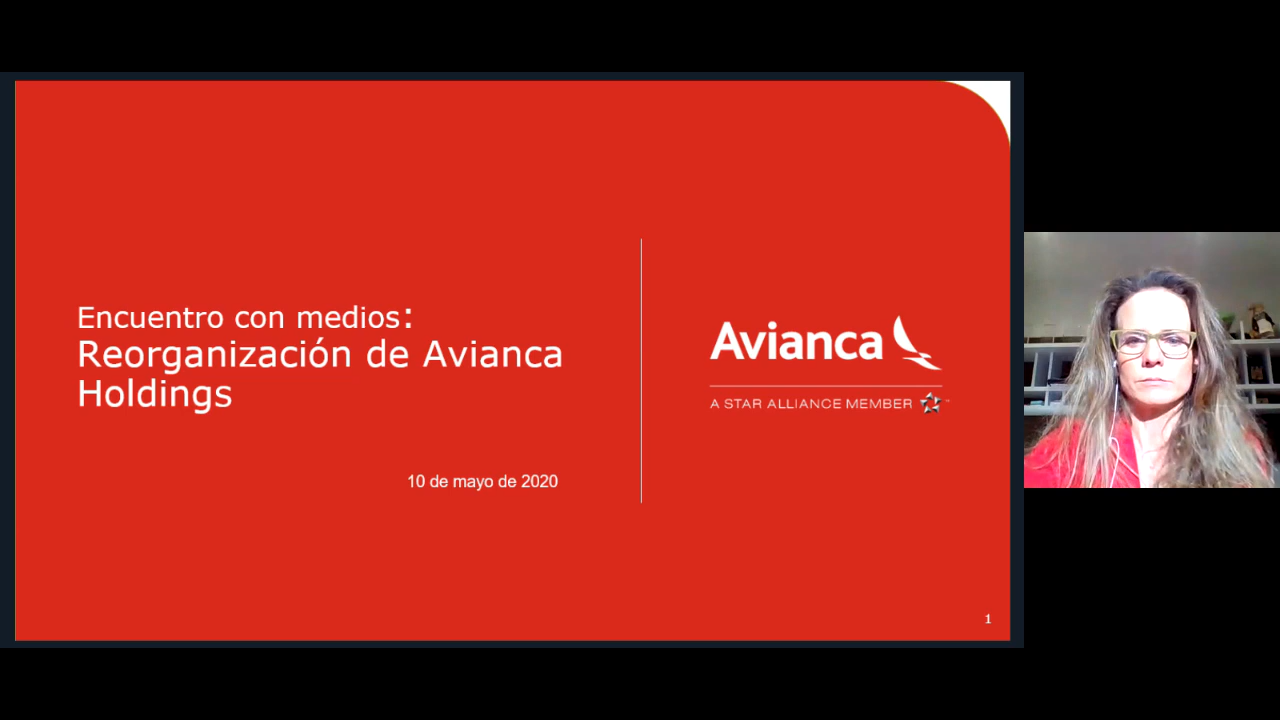 Encuentro con medios:
Reorganización de Avianca
Holdings
10 de mayo de 2020
Avianca
A STAR ALLIANCE MEMBER
1